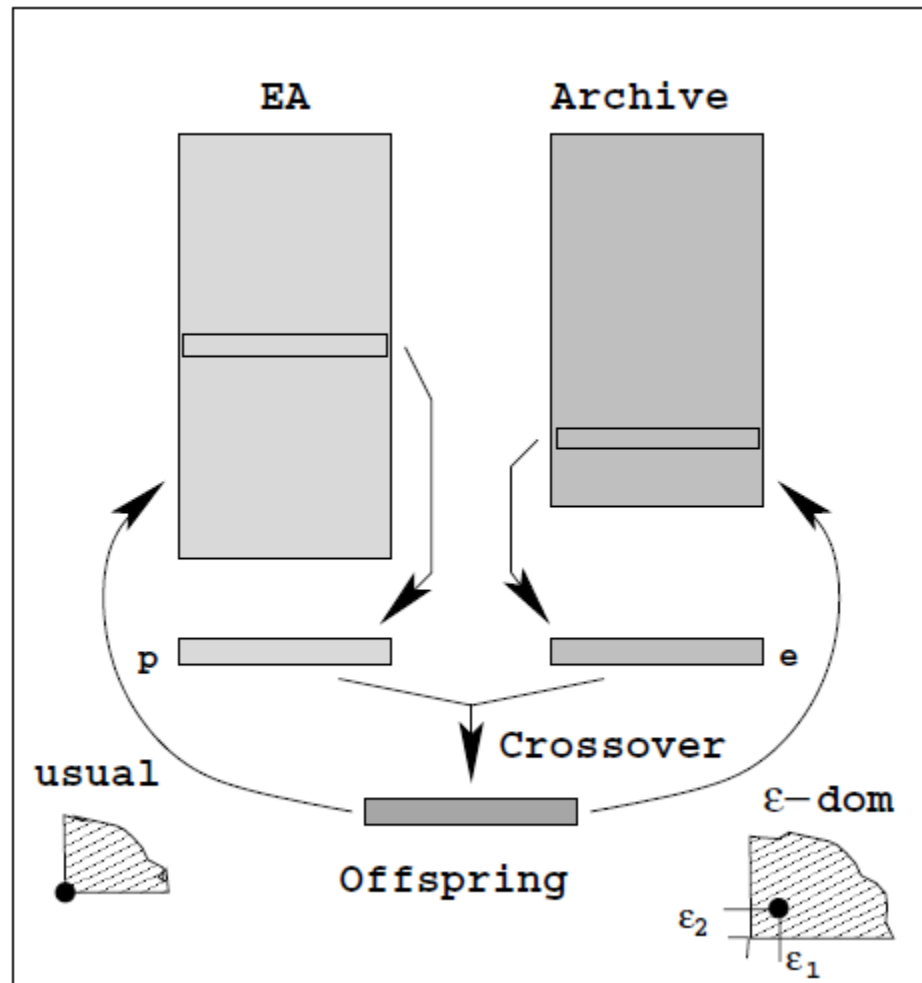 EA
Archive
p
e
Crossover
usual
ε-dom
Offspring
ε2
ε1